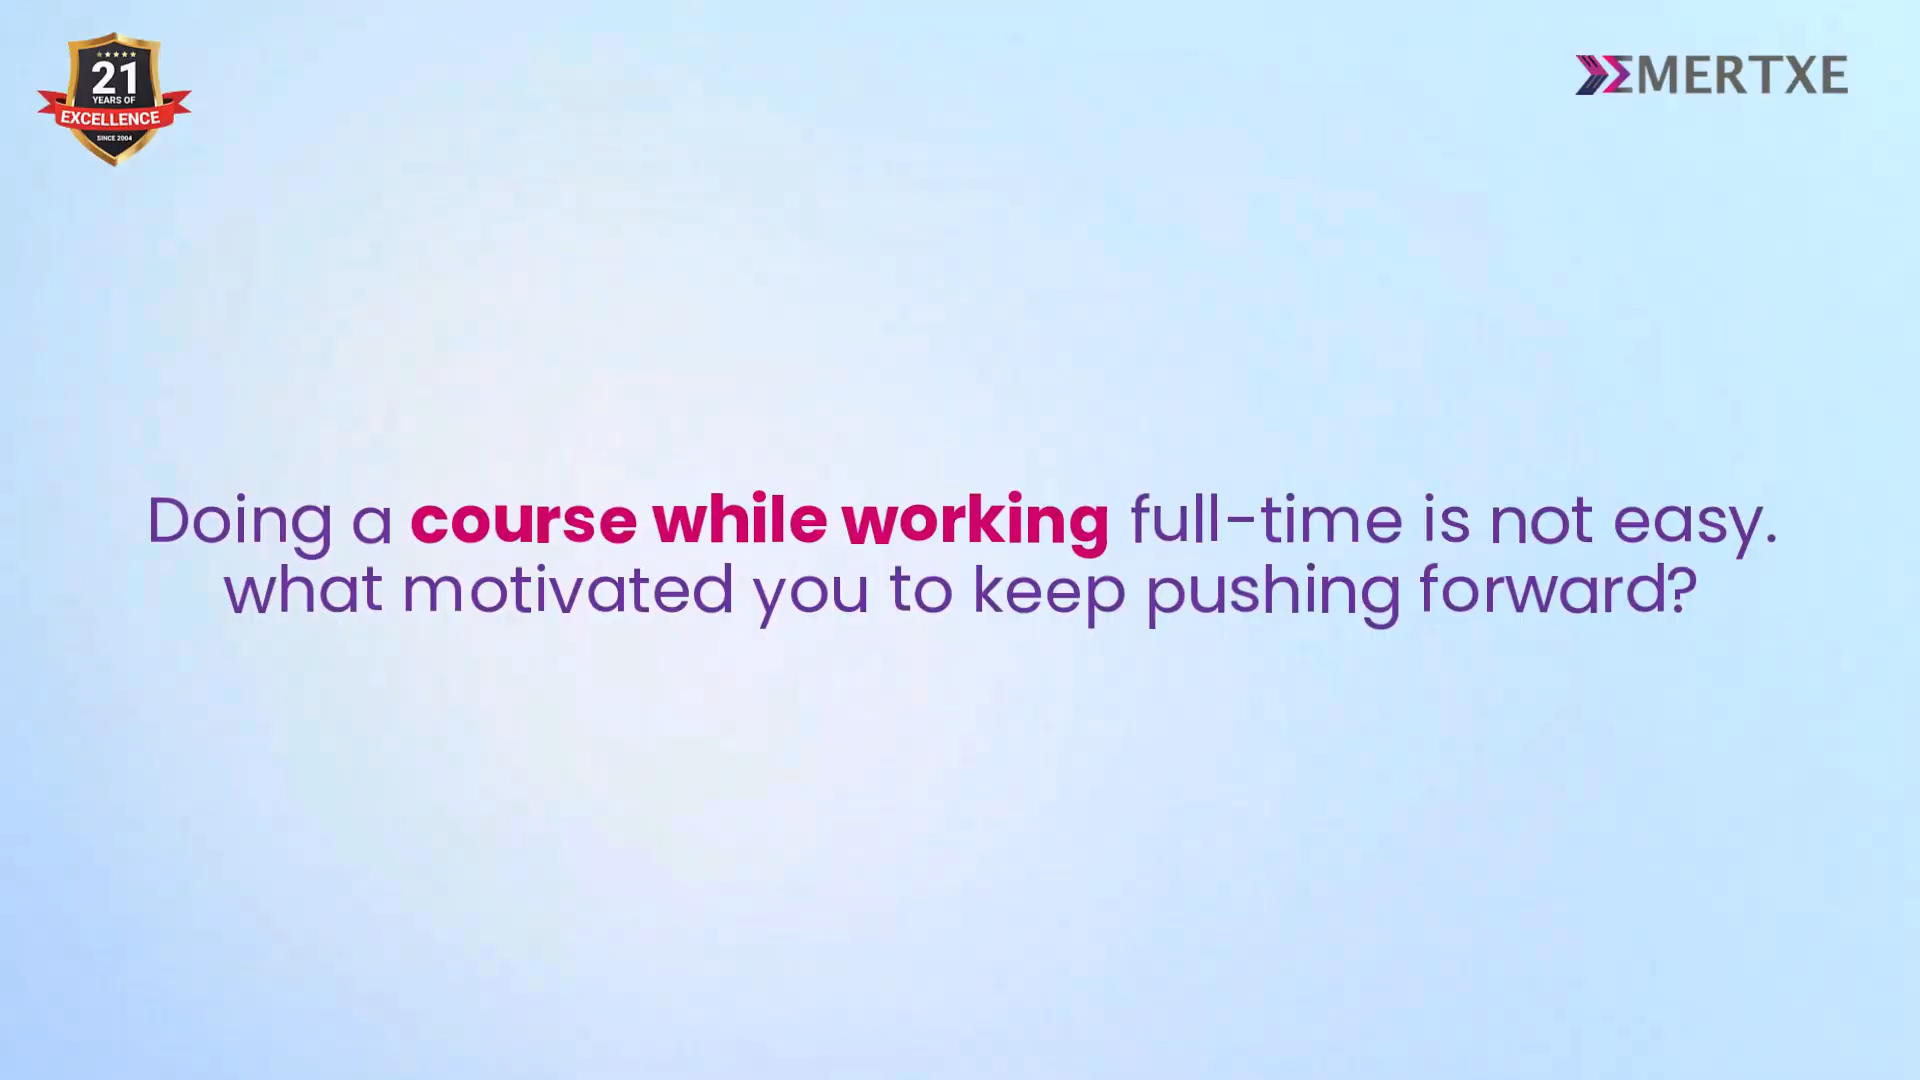 21
YEARS OF
EXCELLENCE
SINCE 2004
EMERTXE
Doing a course while working full-time is not easy.
what motivated you to keep pushing forward?